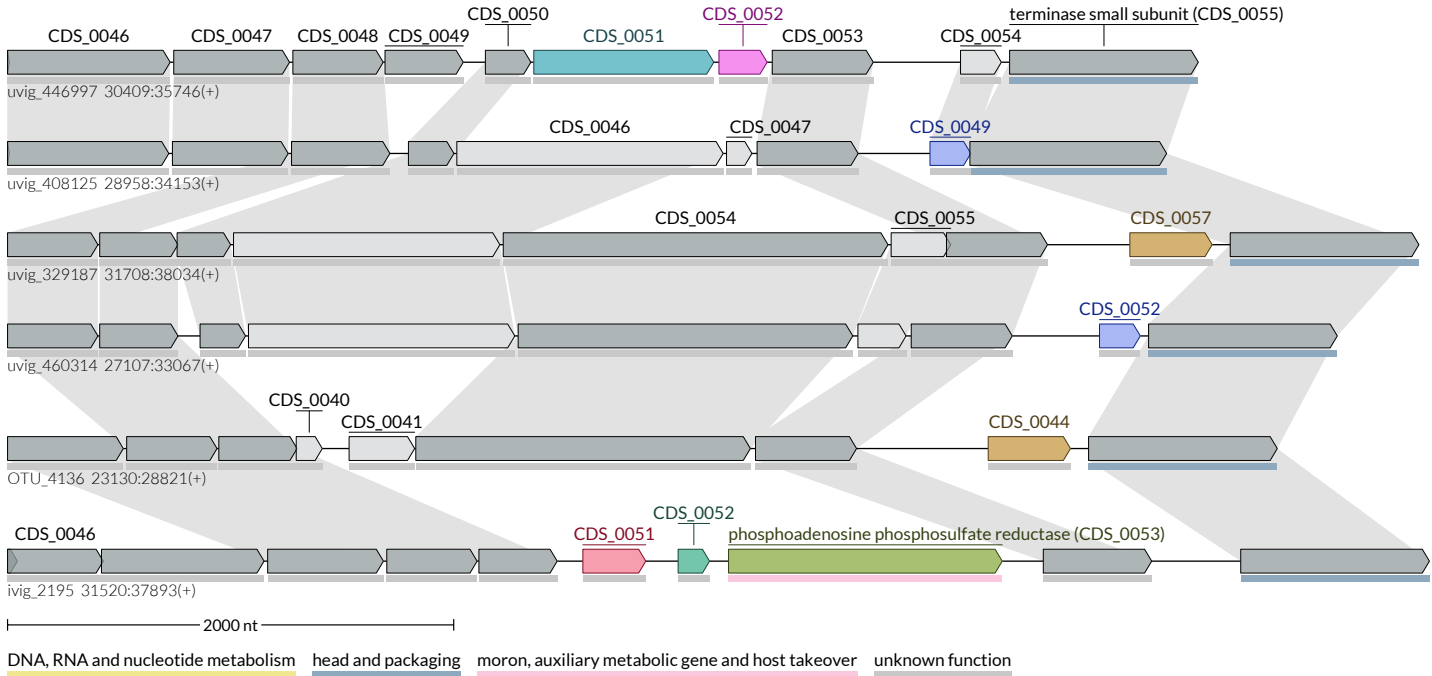 CDS_0050 CDS_0052 terminase small subunit (CDS_0055)
CDS_0046 CDS_0047 CDS_0048 CDS_0049 CDS_0051 CDS_0053 CDS_0054
uvig_446997 30409:35746(+)
CDS_0046 CDS_0047 CDS_0049
uvig_408125 28958:34153(+)
CDS_0054 CDS_0055 CDS_0057
uvig_329187 31708:38034(+)
CDS_0052
uvig_460314 27107:33067(+)
CDS_0040
CDS_0041 CDS_0044
OTU_4136 23130:28821(+)
CDS_0052
CDS_0046 CDS_0051 phosphoadenosine phosphosulfate reductase (CDS_0053)
ivig_2195 31520:37893(+)
2000 nt
DNA, RNA and nucleotide metabolism head and packaging moron, auxiliary metabolic gene and host takeover unknown function